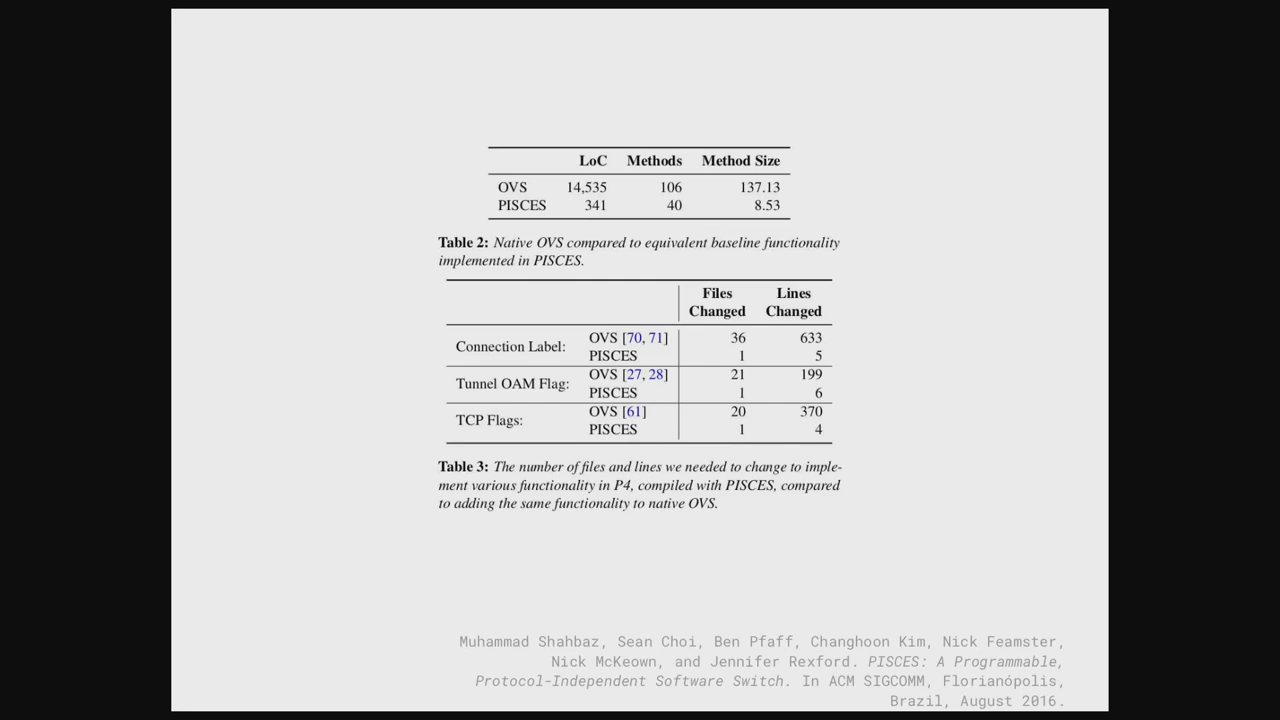 LoC Methods Method Size
OVS 14,535 106 137.13
PISCES 341 40 8.53
Table 2: Native OVS compared to equivalent baseline functionality
implemented in PISCES.
Files Lines
Changed Changed
Connection Label: OVS [70, 71] 36 633
PISCES 1 5
Tunnel OAM Flag: OVS [27, 28] 21 199
PISCES 1 6
TCP Flags: OVS [61] 20 370
PISCES 1 4
Table 3: The number of files and lines we needed to change to imple-
ment various functionality in P4, compiled with PISCES, compared
to adding the same functionality to native OVS.
Muhammad Shahbaz, Sean Choi, Ben Pfaff, Changhoon Kim, Nick Feamster,
Nick McKeown, and Jennifer Rexford. PISCES: A Programmable,
Protocol-Independent Software Switch. In ACM SIGCOMM, Florianópolis,
Brazil, August 2016.